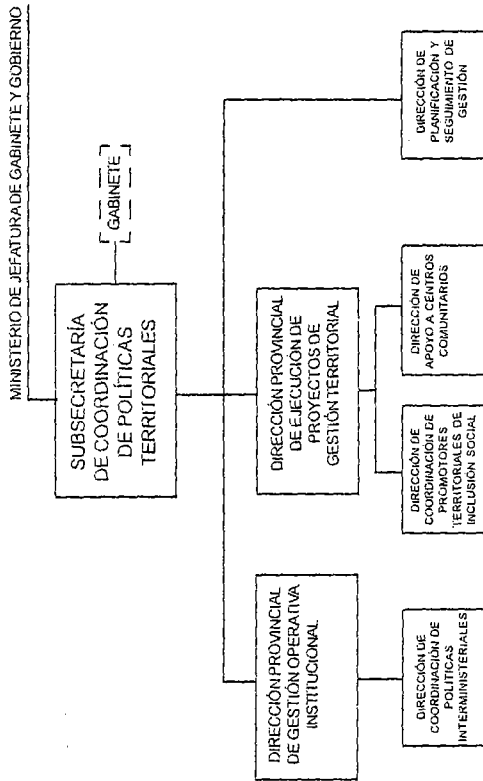 MINISTERIO DE JEFATURA DE GABINETE Y GOBIERNO
SUBSECRETARÍA
DE COORDINACIÓN
DE POLÍTICAS
TERRITORIALES
GABINETE
DIRECCIÓN PROVINCIAL
DE GESTIÓN OPERATIVA
INSTITUCIONAL
DIRECCIÓN PROVINCIAL
DE EJECUCIÓN DE
PROYECTOS DE
GESTIÓN TERRITORIAL
DIRECCIÓN DE
COORDINACIÓN DE
POLÍTICAS
INTERMINISTERIALES
DIRECCIÓN DE
COORDINACIÓN DE
PROMOTORES
TERRITORIALES DE
INCLUSIÓN SOCIAL
DIRECCIÓN DE
APOYO A CENTROS
COMUNITARIOS
DIRECCIÓN DE
PLANIFICACIÓN Y
SEGUIMIENTO DE
GESTIÓN